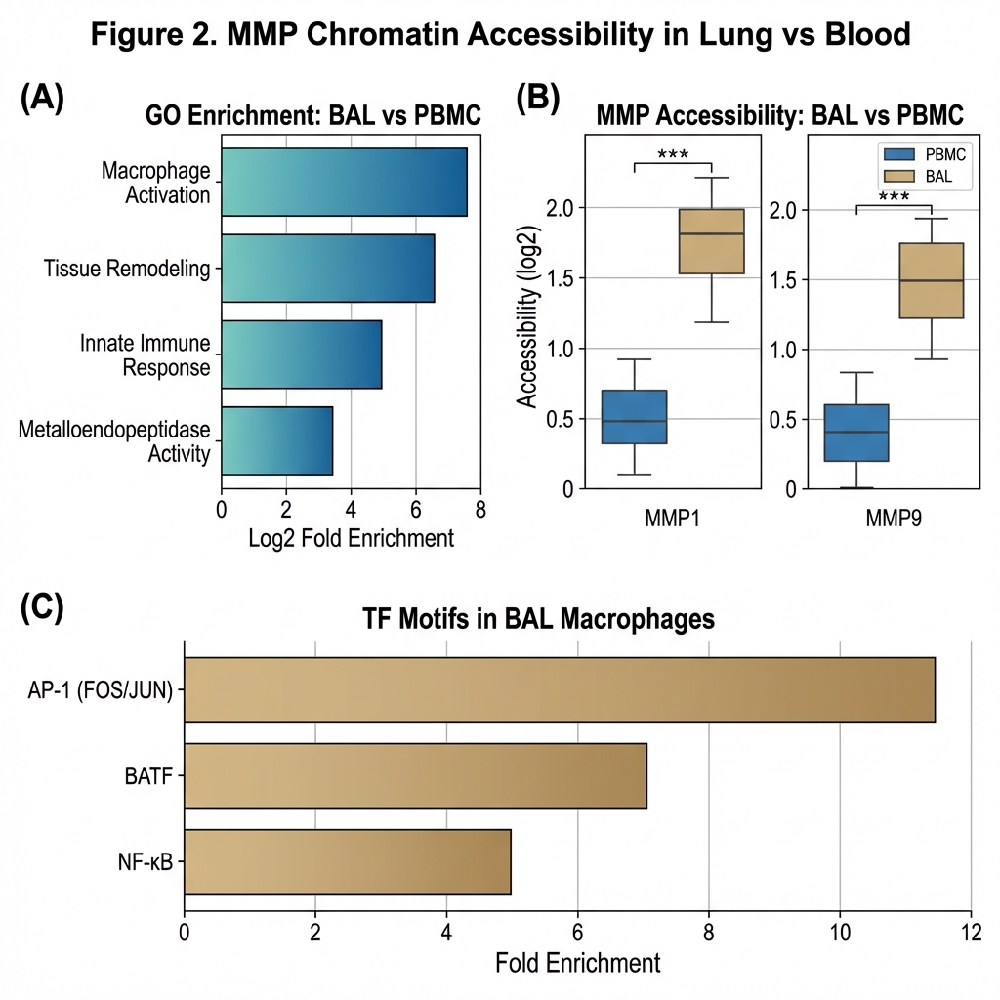 Figure 2. MMP Chromatin Accessibility in Lung vs Blood
(A)
GO Enrichment: BAL vs PBMC
Macrophage
Activation
Tissue Remodeling
Innate Immune
Response
Metalloendopeptidase
Activity
0 2 4 6 8
Log2 Fold Enrichment
(B)
MMP Accessibility: BAL vs PBMC
Accessibility (log2)
2.0
1.5
1.0
0.5
0
***
MMP1
PBMC
BAL
***
2.0
1.5
1.0
0.5
0
MMP9
(C)
TF Motifs in BAL Macrophages
AP-1 (FOS/JUN)
BATF
NF-κB
0 2 4 6 8 10 12
Fold Enrichment